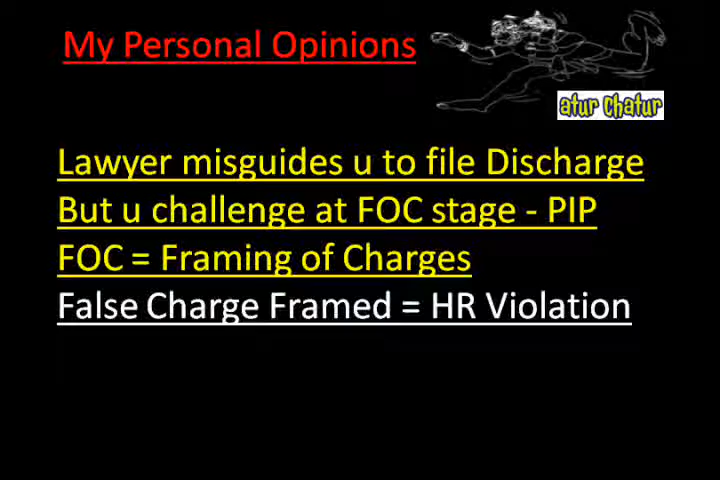 My Personal Opinions
atur chatur
Lawyer misguides u to file Discharge
But u challenge at FOC stage - PIP
FOC = Framing of Charges
False Charge Framed = HR Violation